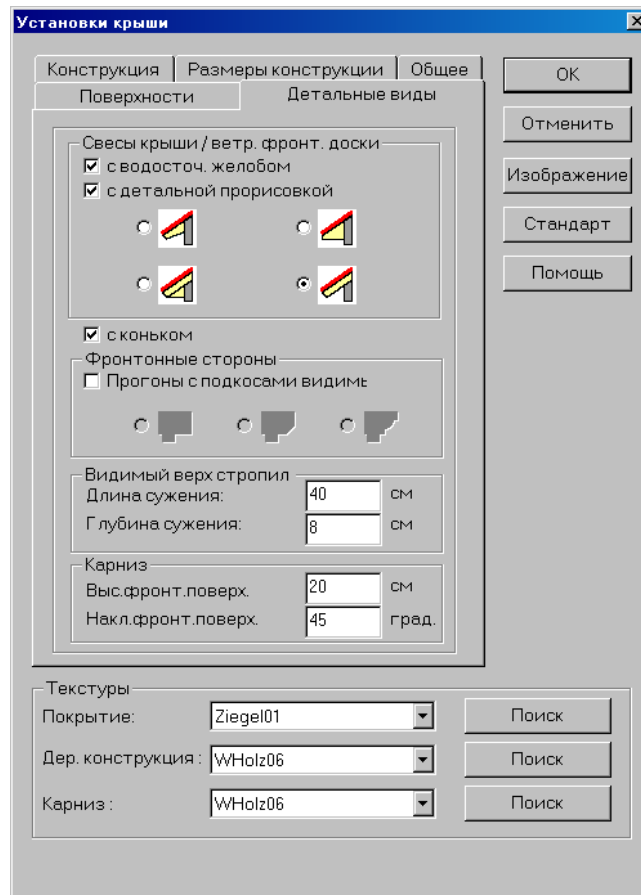 Установки крыши
Конструкция Размеры конструкции Общее
Поверхности Детальные виды
OK
Отменить
Изображение
Стандарт
Помощь
Свесы крыши / ветр. фронт. доски
с водосточ. желобом
с детальной прорисовкой
с коньком
Фронтонные стороны
Прогоны с подкосами видимы
Видимый верх стропил
Длина сужения: 40 см
Глубина сужения: 8 см
Карниз
Выс.фронт.поверх. 20 см
Накл.фронт.поверх. 45 град.
Текстуры
Покрытие: Ziegel01 Поиск
Дер. конструкция : WHolz06 Поиск
Карниз : WHolz06 Поиск